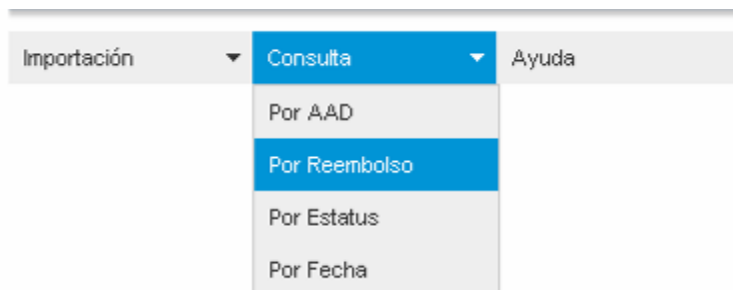 Importación Consulta Ayuda
Por AAD
Por Reembolso
Por Estatus
Por Fecha